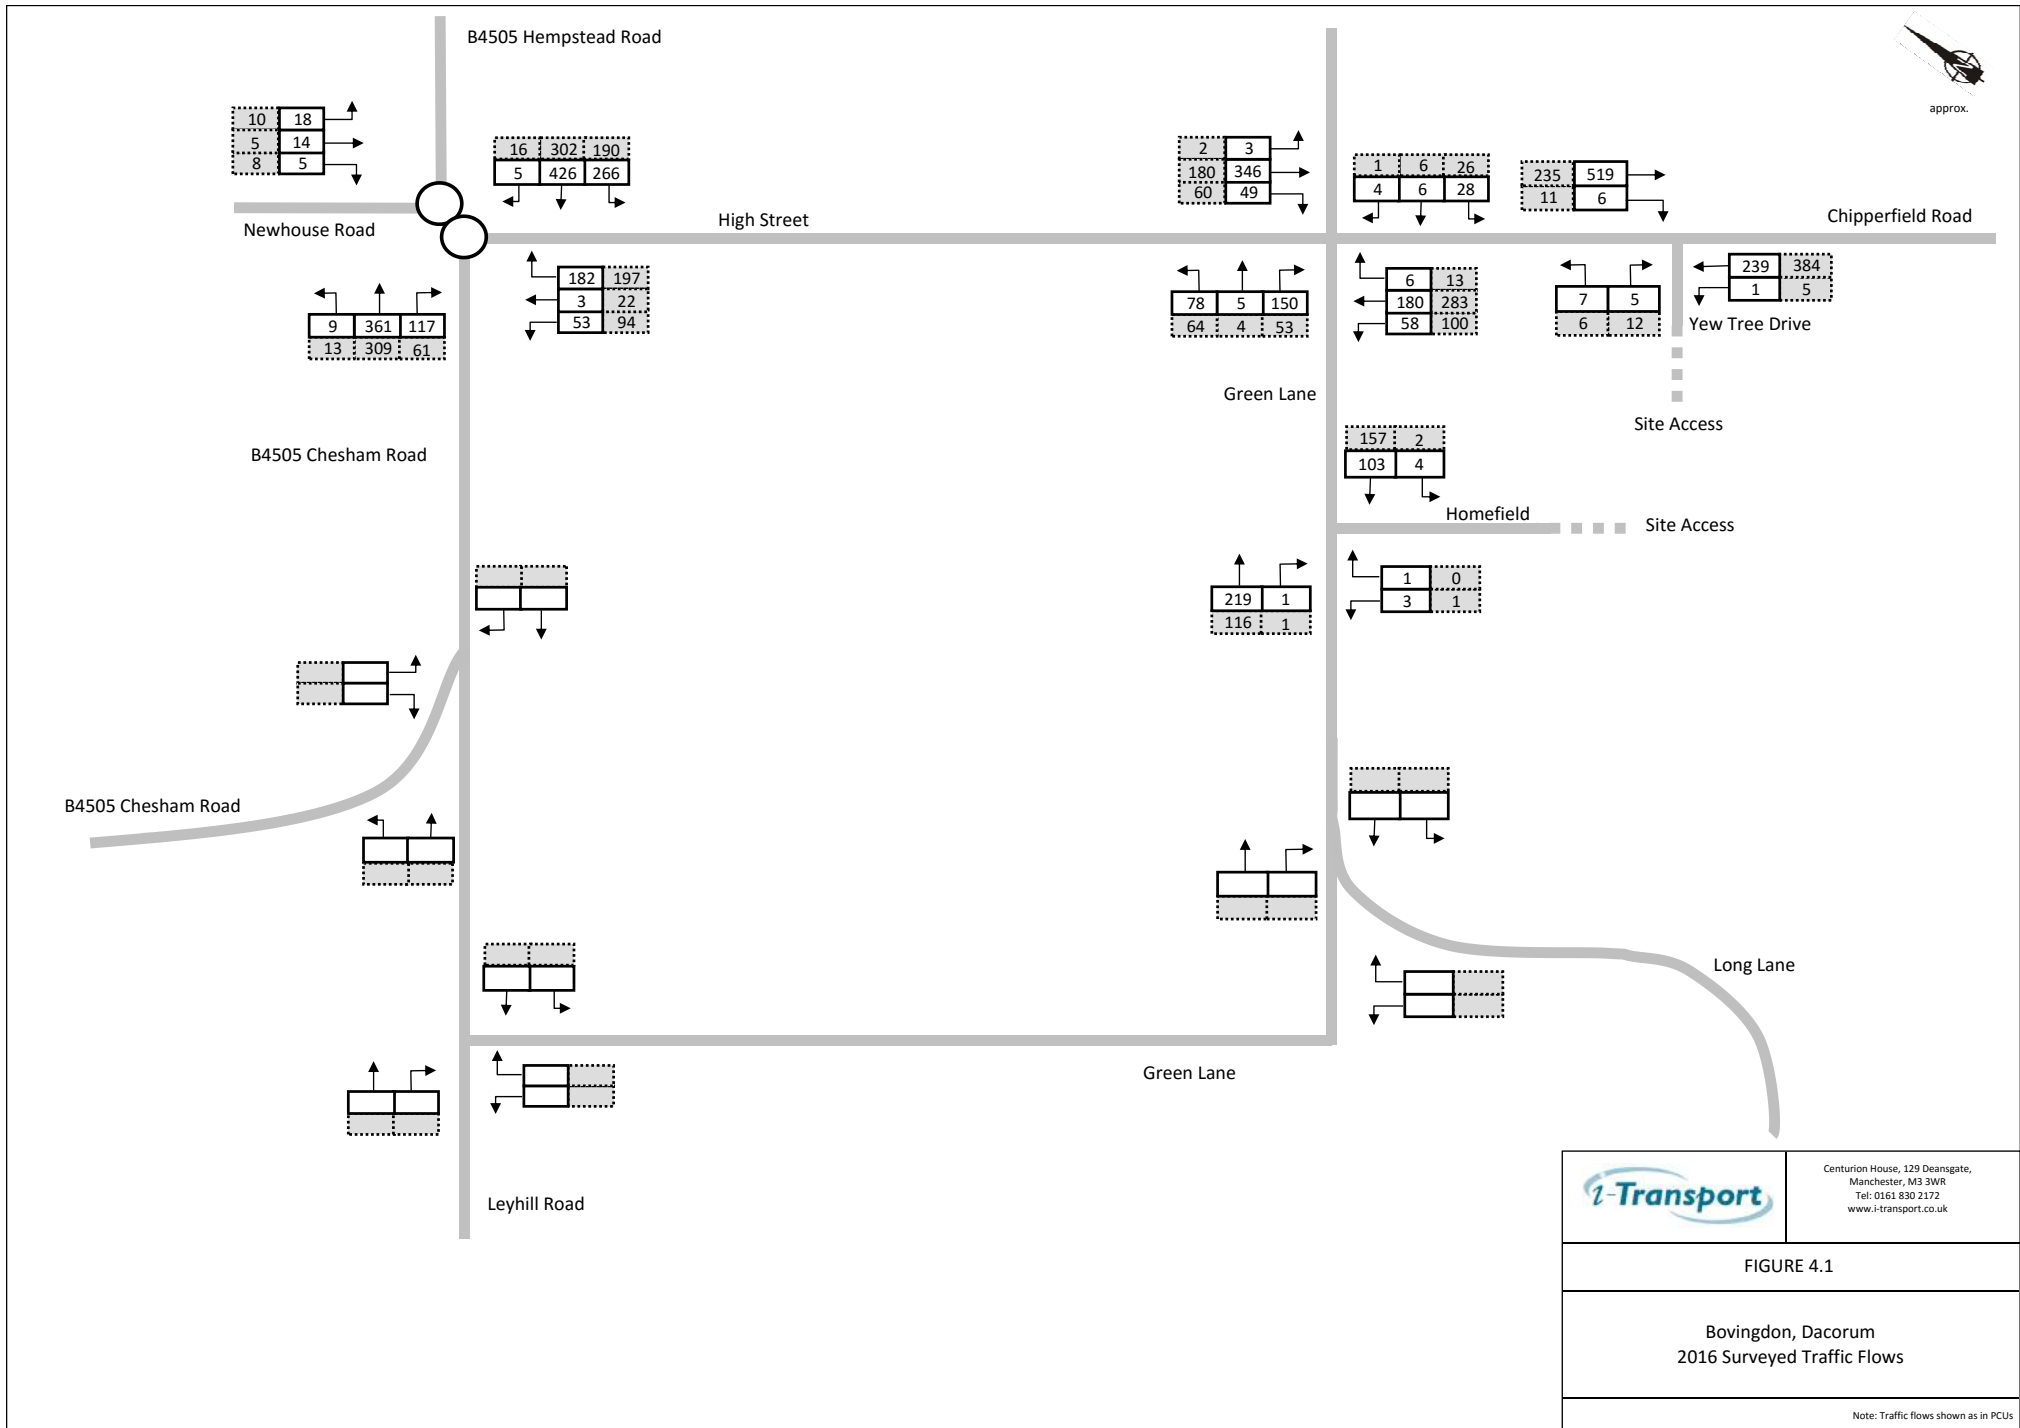 B4505 Hempstead Road
approx.
10 18
5 14
8 5
16 302 190
5 426 266
2 3
180 346
60 49
1 6 26
4 6 28
235 519
11 6
Newhouse Road
High Street
Chipperfield Road
182 197
3 22
53 94
9 361 117
13 309 61
78 5 150
64 4 53
6 13
180 283
58 100
7 5
6 12
239 384
1 5
Yew Tree Drive
Green Lane
Site Access
B4505 Chesham Road
157 2
103 4
Homefield
Site Access
219 1
116 1
1 0
3 1
B4505 Chesham Road
Long Lane
Green Lane
Leyhill Road
i-Transport
Centurion House, 129 Deansgate,
Manchester, M3 3WR
Tel: 0161 830 2172
www.i-transport.co.uk
FIGURE 4.1
Bovingdon, Dacorum
2016 Surveyed Traffic Flows
Note: Traffic flows shown as in PCUs